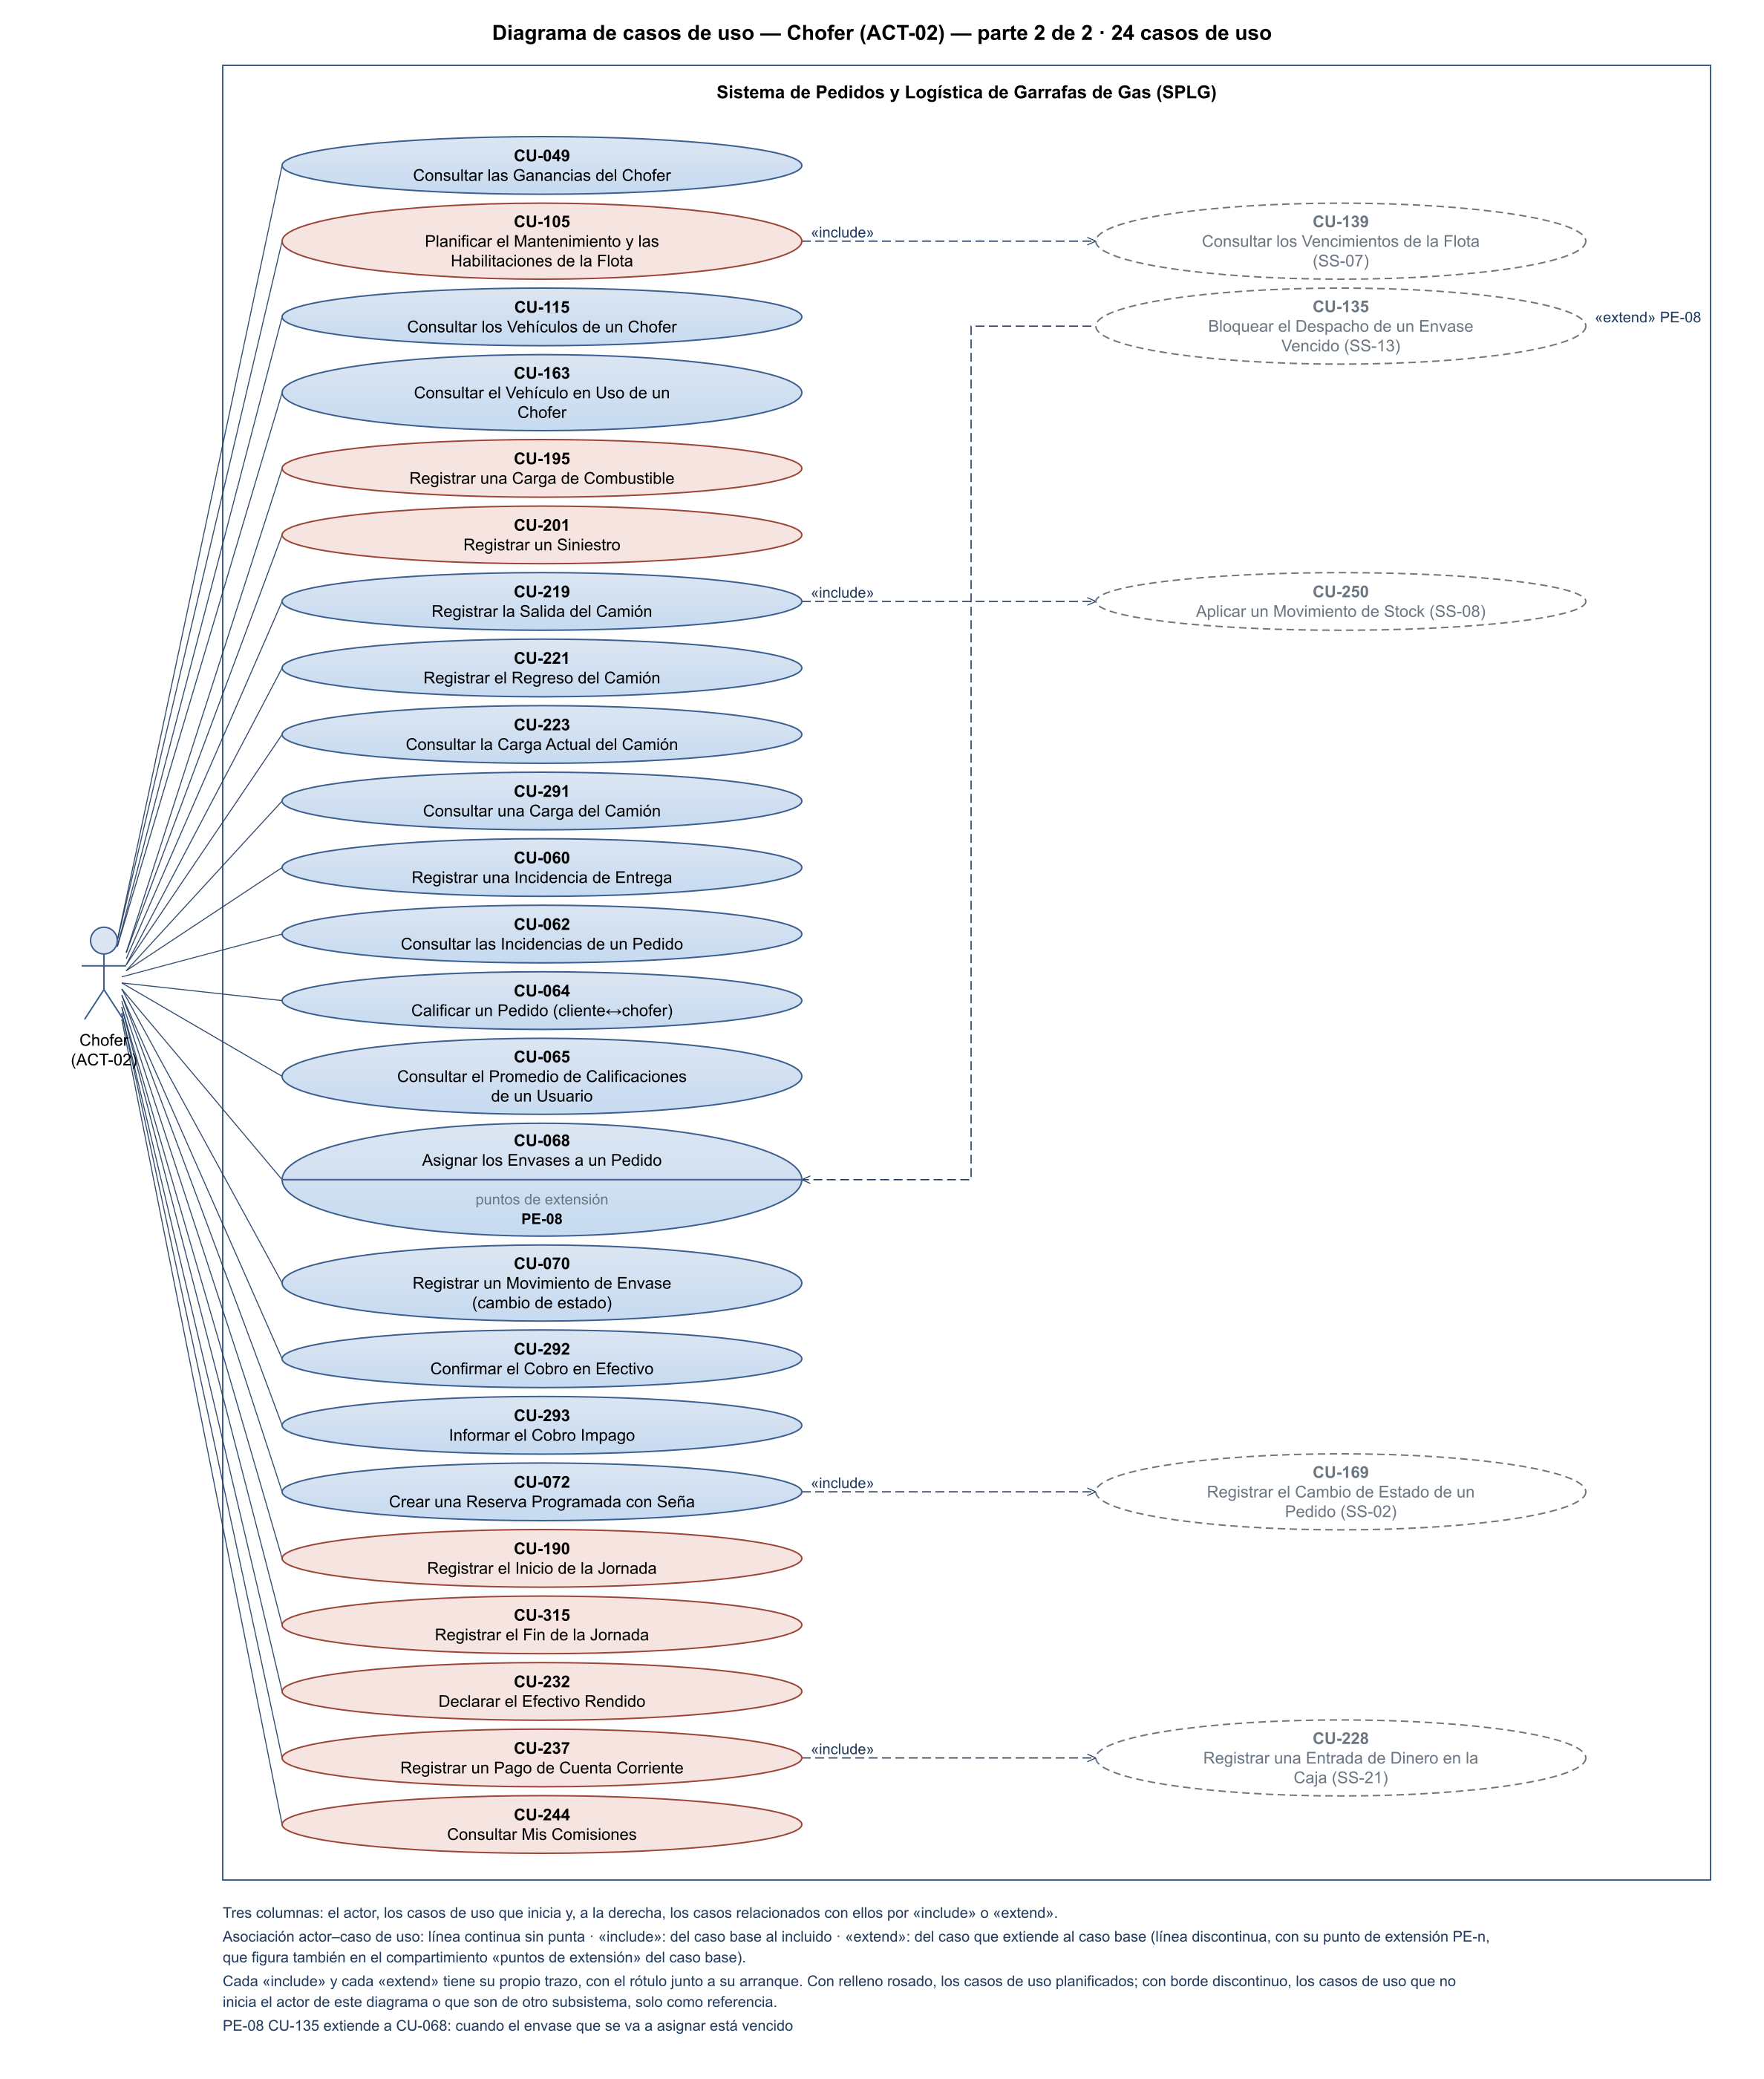 Diagrama de casos de uso — Chofer (ACT-02) — parte 2 de 2 · 24 casos de uso
Sistema de Pedidos y Logística de Garrafas de Gas (SPLG)
CU-049
Consultar las Ganancias del Chofer
CU-105
Planificar el Mantenimiento y las
Habilitaciones de la Flota
«include»
CU-139
Consultar los Vencimientos de la Flota
(SS-07)
CU-115
Consultar los Vehículos de un Chofer
CU-135
Bloquear el Despacho de un Envase
Vencido (SS-13)
«extend» PE-08
CU-163
Consultar el Vehículo en Uso de un
Chofer
CU-195
Registrar una Carga de Combustible
CU-201
Registrar un Siniestro
CU-219
Registrar la Salida del Camión
«include»
CU-250
Aplicar un Movimiento de Stock (SS-08)
CU-221
Registrar el Regreso del Camión
CU-223
Consultar la Carga Actual del Camión
CU-291
Consultar una Carga del Camión
CU-060
Registrar una Incidencia de Entrega
CU-062
Consultar las Incidencias de un Pedido
CU-064
Calificar un Pedido (cliente↔chofer)
Chofer
(ACT-02)
CU-065
Consultar el Promedio de Calificaciones
de un Usuario
CU-068
Asignar los Envases a un Pedido
puntos de extensión
PE-08
CU-070
Registrar un Movimiento de Envase
(cambio de estado)
CU-292
Confirmar el Cobro en Efectivo
CU-293
Informar el Cobro Impago
CU-072
Crear una Reserva Programada con Seña
«include»
CU-169
Registrar el Cambio de Estado de un
Pedido (SS-02)
CU-190
Registrar el Inicio de la Jornada
CU-315
Registrar el Fin de la Jornada
CU-232
Declarar el Efectivo Rendido
CU-237
Registrar un Pago de Cuenta Corriente
«include»
CU-228
Registrar una Entrada de Dinero en la
Caja (SS-21)
CU-244
Consultar Mis Comisiones
Tres columnas: el actor, los casos de uso que inicia y, a la derecha, los casos relacionados con ellos por «include» o «extend».
Asociación actor–caso de uso: línea continua sin punta · «include»: del caso base al incluido · «extend»: del caso que extiende al caso base (línea discontinua, con su punto de extensión PE-n,
que figura también en el compartimiento «puntos de extensión» del caso base).
Cada «include» y cada «extend» tiene su propio trazo, con el rótulo junto a su arranque. Con relleno rosado, los casos de uso planificados; con borde discontinuo, los casos de uso que no
inicia el actor de este diagrama o que son de otro subsistema, solo como referencia.
PE-08 CU-135 extiende a CU-068: cuando el envase que se va a asignar está vencido